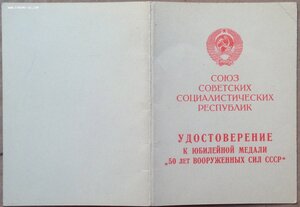 СОЮЗ
СОВЕТСКИХ
СОЦИАЛИСТИЧЕСКИХ
РЕСПУБЛИК
УДОСТОВЕРЕНИЕ
К ЮБИЛЕЙНОЙ МЕДАЛИ
„50 ЛЕТ ВООРУЖЕННЫХ СИЛ СССР“